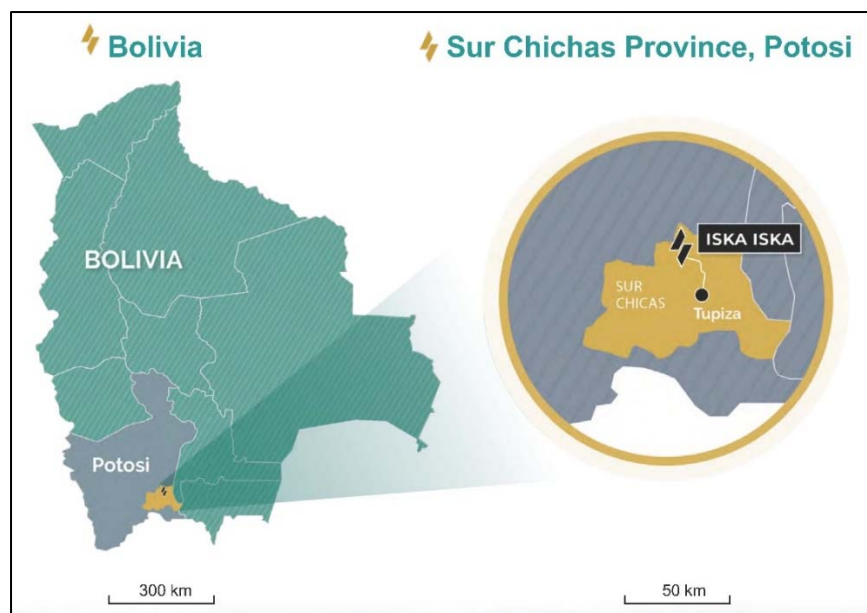 Bolivia
Sur Chichas Province, Potosi
BOLIVIA
Potosi
300 km
ISKA ISKA
SUR
CHICAS
Tupiza
50 km